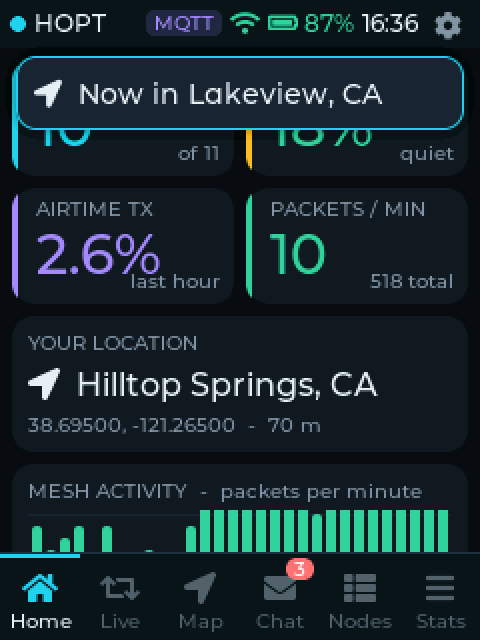 HOPT MQTT 87% 16:36
Now in Lakeview, CA
10 18%
of 11 quiet
AIRTIME TX PACKETS / MIN
2.6% 10
last hour 518 total
YOUR LOCATION
Hilltop Springs, CA
38.69500, -121.26500 - 70 m
MESH ACTIVITY - packets per minute
3
Home Live Map Chat Nodes Stats